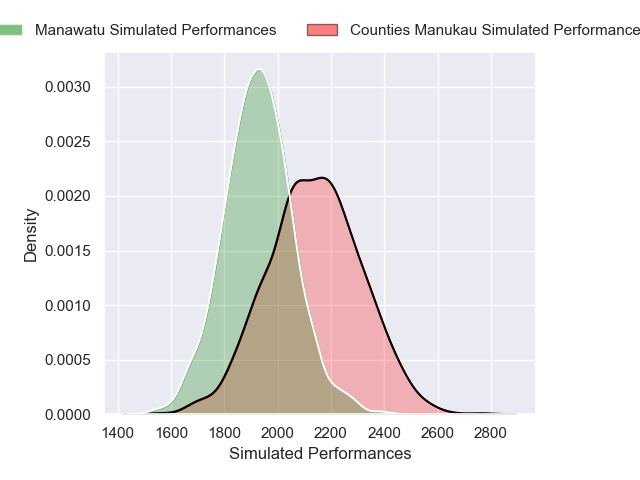 Manawatu Simulated Performances
Counties Manukau Simulated Performance
0.0030
0.0025
0.0020
0.0015
0.0010
0.0005
0.0000
Density
1400 1600 1800 2000 2200 2400 2600 2800
Simulated Performances